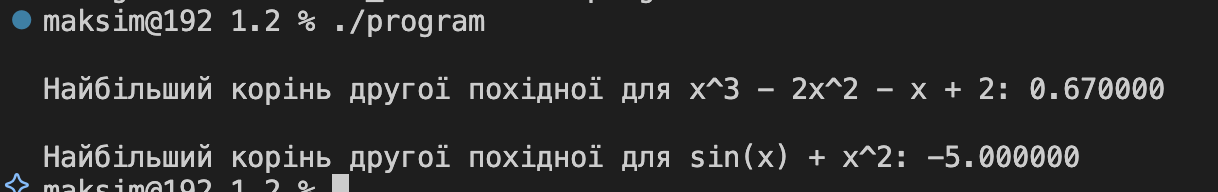 maksim@192 1.2 % ./program
Найбільший корінь другої похідної для x^3 - 2x^2 - x + 2: 0.670000
Найбільший корінь другої похідної для sin(x) + x^2: -5.000000
maksim@192 1.2 %